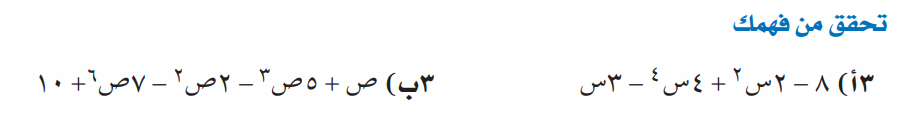 تحقق من فهمك
٣أ) ٨ – ٢س٢ + ٤س٤ – ٣س
٣ب) ص + ٥ص٣ – ٢ص٢ – ٧ص٦ + ١٠